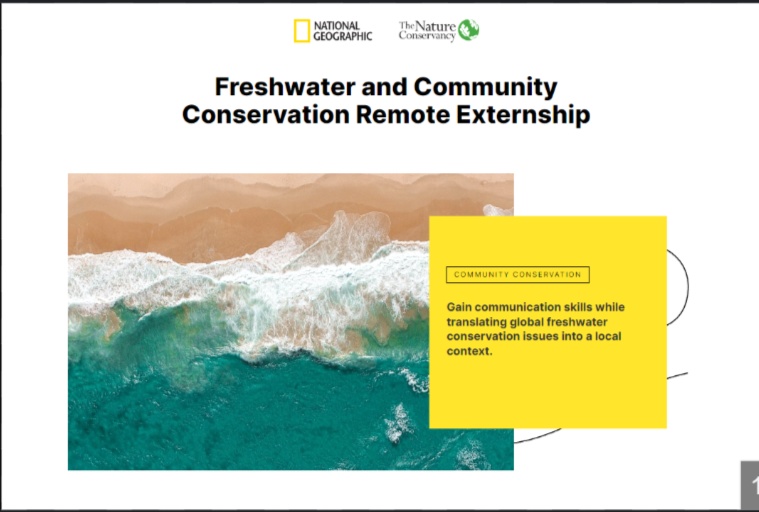 NATIONAL
GEOGRAPHIC
The Nature
Conservancy
Freshwater and Community
Conservation Remote Externship
COMMUNITY CONSERVATION
Gain communication skills while
translating global freshwater
conservation issues into a local
context.
1